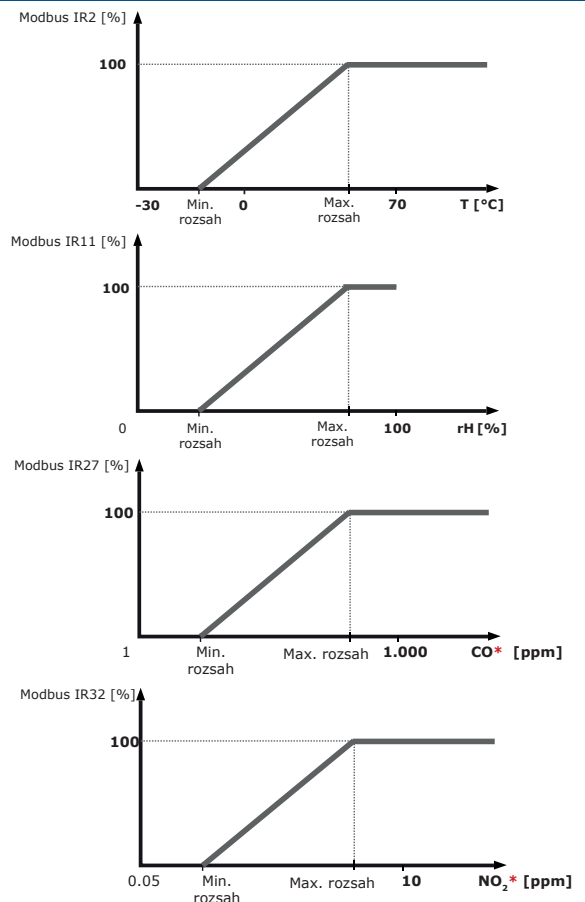 Modbus IR2 [%]
100
-30 Min. rozsah 0 Max. rozsah 70 T [°C]
Modbus IR11 [%]
100
0 Min. rozsah Max. rozsah 100 rH [%]
Modbus IR27 [%]
100
1 Min. rozsah Max. rozsah 1.000 CO* [ppm]
Modbus IR32 [%]
100
0.05 Min. rozsah Max. rozsah 10 NO₂* [ppm]